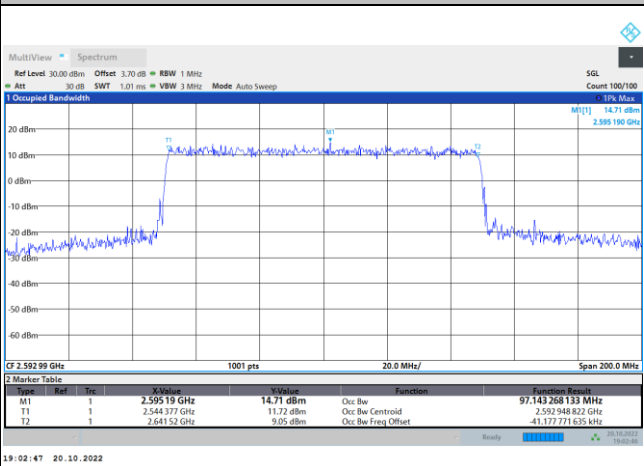 MultiView Spectrum
Ref Level 30.00 dBm Offset 3.70 dB RBW 1 MHz SGL
Att 30 dB SWT 1.01 ms VBW 3 MHz Mode Auto Sweep Count 100/100
1 Occupied Bandwidth 1Pk Max
M1[1] 14.71 dBm
2.595 190 GHz
20 dBm
T1
M1
T2
10 dBm
0 dBm
-10 dBm
-20 dBm
-30 dBm
-40 dBm
-50 dBm
-60 dBm
CF 2.592 99 GHz 1001 pts 20.0 MHz/ Span 200.0 MHz
2 Marker Table
Type Ref Trc X-Value Y-Value Function Function Result
M1 1 2.595 19 GHz 14.71 dBm Occ Bw 97.143 268 133 MHz
T1 1 2.544 377 GHz 11.72 dBm Occ Bw Centroid 2.592 948 822 GHz
T2 1 2.641 52 GHz 9.05 dBm Occ Bw Freq Offset -41.177 771 635 kHz
Ready 20.10.2022
19:02:46
19:02:47 20.10.2022